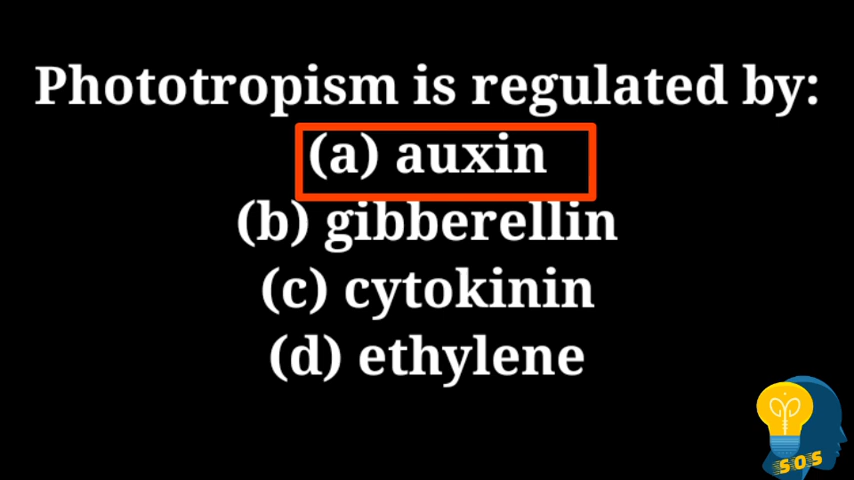 Phototropism is regulated by:
(a) auxin
(b) gibberellin
(c) cytokinin
(d) ethylene
SOS